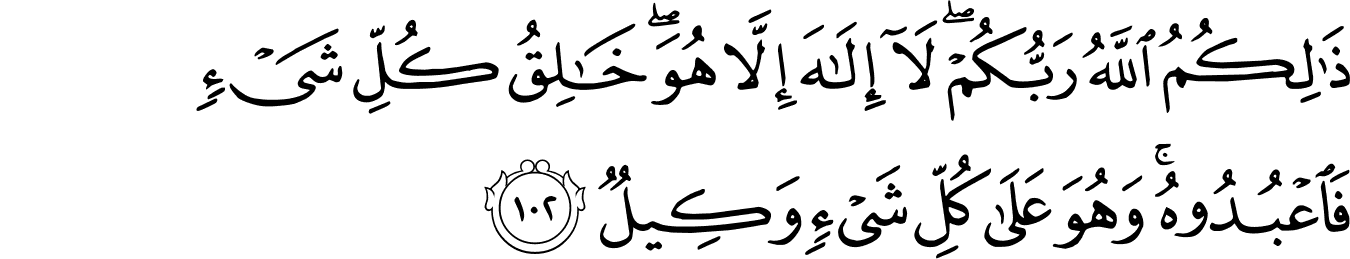 ذَٰلِكُمُ ٱللَّهُ رَبُّكُمْ ۖ لَآ إِلَٰهَ إِلَّا هُوَ ۖ خَٰلِقُ كُلِّ شَىْءٍ
فَٱعْبُدُوهُ ۚ وَهُوَ عَلَىٰ كُلِّ شَىْءٍ وَكِيلٌ ١٠٢